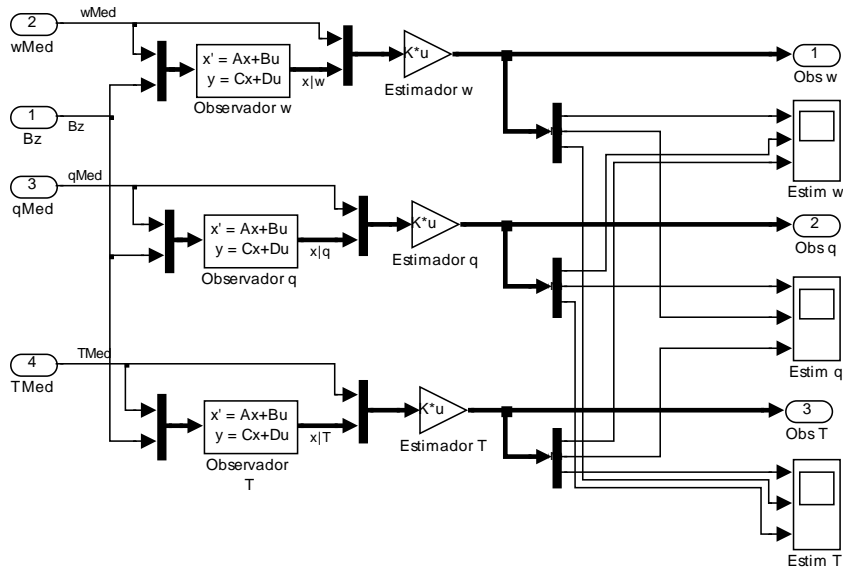 2
wMed
wMed
x' = Ax+Bu
y = Cx+Du
Observador w
x|w
K*u
Estimador w
1
Obs w
1
Bz
Bz
Estim w
3
qMed
qMed
x' = Ax+Bu
y = Cx+Du
Observador q
x|q
K*u
Estimador q
2
Obs q
Estim q
4
TMed
TMed
x' = Ax+Bu
y = Cx+Du
Observador
T
x|T
K*u
Estimador T
3
Obs T
Estim T